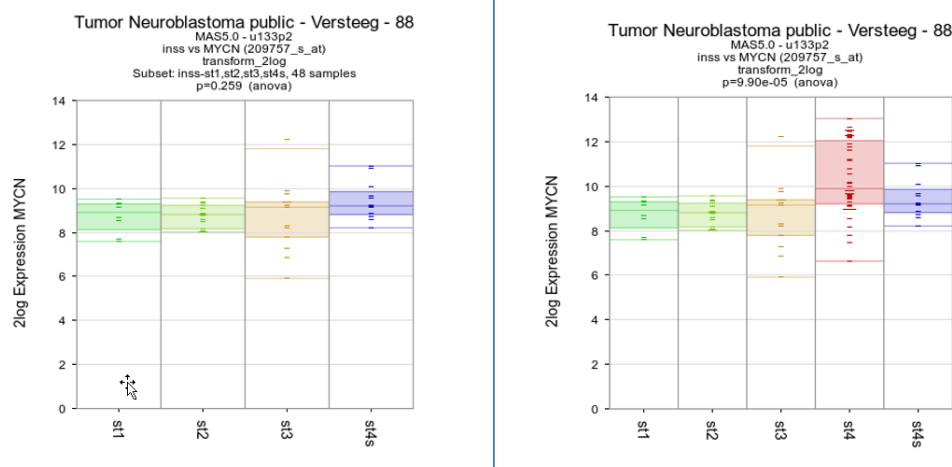 Tumor Neuroblastoma public - Versteeg - 88
MAS5.0 - u133p2
inss vs MYCN (209757_s_at)
transform_2log
Subset: inss-st1,st2,st3,st4s, 48 samples
p=0.259 (anova)
14
12
10
8
6
4
2
0
2log Expression MYCN
st1
st2
st3
st4s
Tumor Neuroblastoma public - Versteeg - 88
MAS5.0 - u133p2
inss vs MYCN (209757_s_at)
transform_2log
p=9.90e-05 (anova)
14
12
10
8
6
4
2
0
2log Expression MYCN
st1
st2
st3
st4
st4s